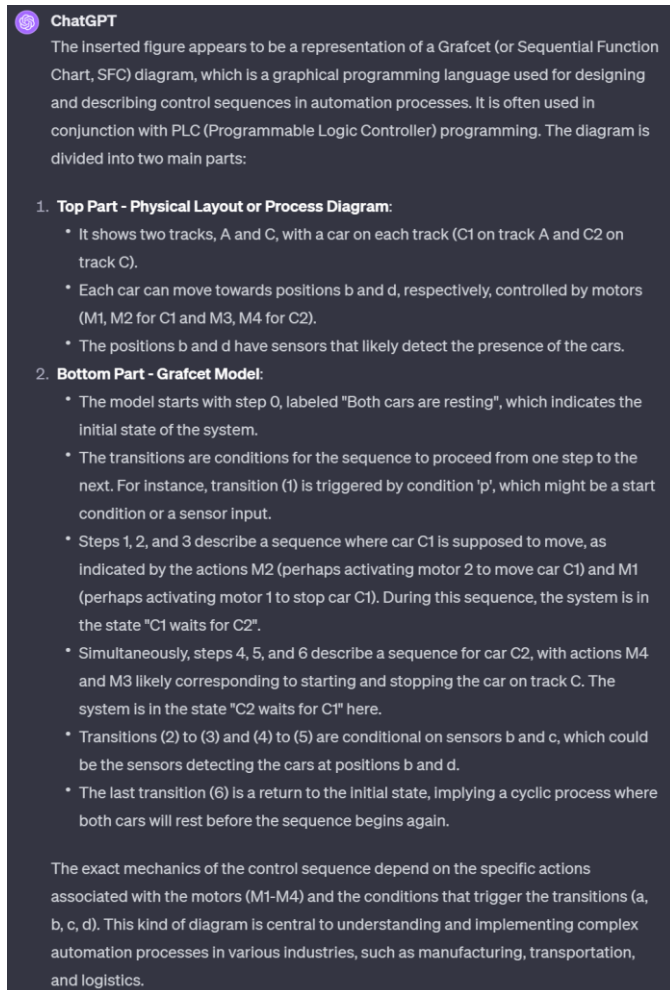 ChatGPT
The inserted figure appears to be a representation of a Grafcet (or Sequential Function
Chart, SFC) diagram, which is a graphical programming language used for designing
and describing control sequences in automation processes. It is often used in
conjunction with PLC (Programmable Logic Controller) programming. The diagram is
divided into two main parts:
1. Top Part - Physical Layout or Process Diagram:
• It shows two tracks, A and C, with a car on each track (C1 on track A and C2 on
track C).
• Each car can move towards positions b and d, respectively, controlled by motors
(M1, M2 for C1 and M3, M4 for C2).
• The positions b and d have sensors that likely detect the presence of the cars.
2. Bottom Part - Grafcet Model:
• The model starts with step 0, labeled "Both cars are resting", which indicates the
initial state of the system.
• The transitions are conditions for the sequence to proceed from one step to the
next. For instance, transition (1) is triggered by condition 'p', which might be a start
condition or a sensor input.
• Steps 1, 2, and 3 describe a sequence where car C1 is supposed to move, as
indicated by the actions M2 (perhaps activating motor 2 to move car C1) and M1
(perhaps activating motor 1 to stop car C1). During this sequence, the system is in
the state "C1 waits for C2".
• Simultaneously, steps 4, 5, and 6 describe a sequence for car C2, with actions M4
and M3 likely corresponding to starting and stopping the car on track C. The
system is in the state "C2 waits for C1" here.
• Transitions (2) to (3) and (4) to (5) are conditional on sensors b and c, which could
be the sensors detecting the cars at positions b and d.
• The last transition (6) is a return to the initial state, implying a cyclic process where
both cars will rest before the sequence begins again.
The exact mechanics of the control sequence depend on the specific actions
associated with the motors (M1-M4) and the conditions that trigger the transitions (a,
b, c, d). This kind of diagram is central to understanding and implementing complex
automation processes in various industries, such as manufacturing, transportation,
and logistics.